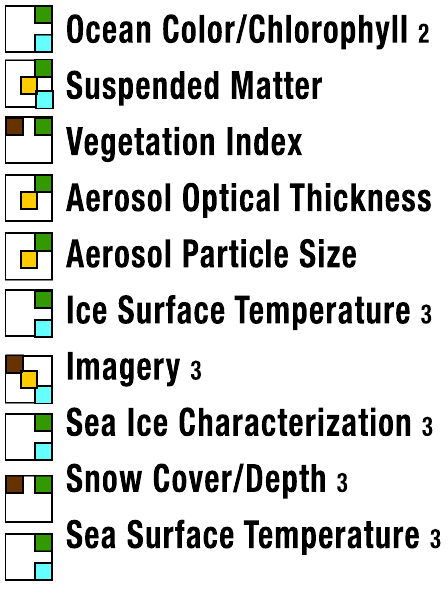 Ocean Color/Chlorophyll 2
Suspended Matter
Vegetation Index
Aerosol Optical Thickness
Aerosol Particle Size
Ice Surface Temperature 3
Imagery 3
Sea Ice Characterization 3
Snow Cover/Depth 3
Sea Surface Temperature 3